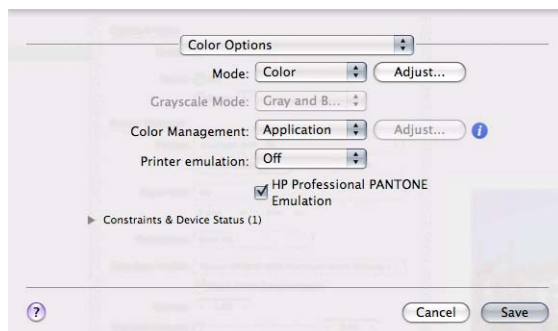 Color Options
Mode: Color Adjust...
Grayscale Mode: Gray and B...
Color Management: Application Adjust... i
Printer emulation: Off
HP Professional PANTONE
Emulation
Constraints & Device Status (1)
? Cancel Save